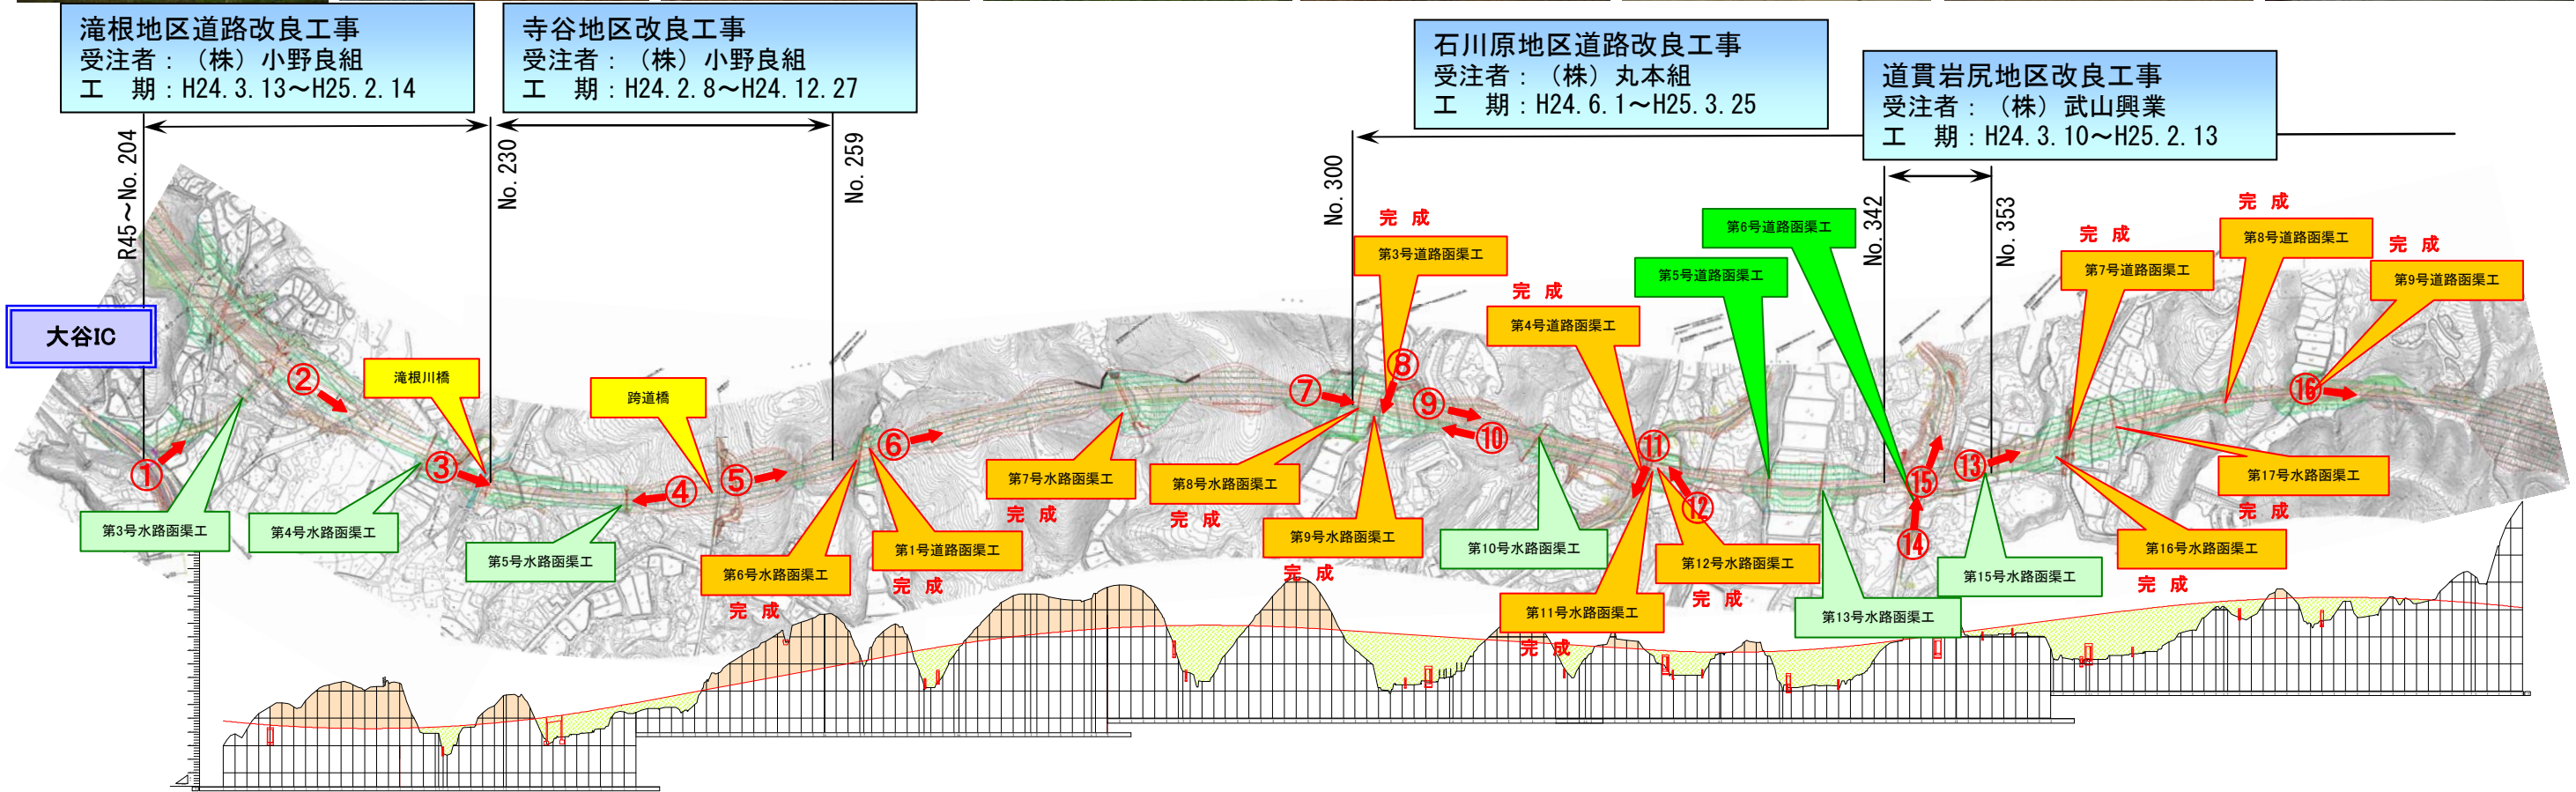 滝根地区道路改良工事
受注者：（株）小野良組
工　期：H24.3.13～H25.2.14
寺谷地区改良工事
受注者：（株）小野良組
工　期：H24.2.8～H24.12.27
石川原地区道路改良工事
受注者：（株）丸本組
工　期：H24.6.1～H25.3.25
道貫岩尻地区改良工事
受注者：（株）武山興業
工　期：H24.3.10～H25.2.13
R45～No.204
No.230
No.259
No.300
No.342
No.353
大谷IC
滝根川橋
跨道橋
完 成
第3号道路函渠工
完 成
第4号道路函渠工
第5号道路函渠工
第6号道路函渠工
完 成
第7号道路函渠工
完 成
第8号道路函渠工
完 成
第9号道路函渠工
①
②
③
④
⑤
⑥
⑦
⑧
⑨
⑩
⑪
⑫
⑬
⑭
⑮
⑯
第3号水路函渠工
第4号水路函渠工
第5号水路函渠工
第6号水路函渠工
完 成
第1号道路函渠工
完 成
第7号水路函渠工
完 成
第8号水路函渠工
完 成
第9号水路函渠工
完 成
第10号水路函渠工
第11号水路函渠工
完 成
第12号水路函渠工
完 成
第13号水路函渠工
第15号水路函渠工
第16号水路函渠工
完 成
第17号水路函渠工
完 成